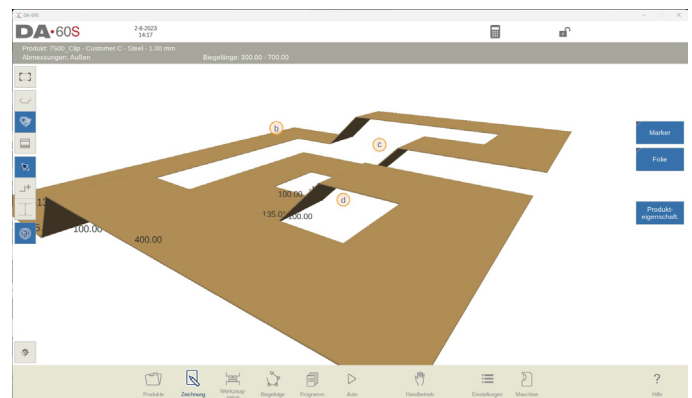 DA-60S
DA•60S
2-8-2023
14:17
Produkt: 7500_Clip - Customer C - Steel - 1.00 mm
Abmessungen: Außen
Biegelänge: 300.00 - 700.00
b
c
d
100.00
135.0°
100.00
100.00
400.00
Marker
Folie
Produkt-
eigenschaft.
Produkte
Zeichnung
Werkzeug-
Biegefolge
Programm
Auto
Handbetrieb
Einstellungen
Maschine
?
Hilfe